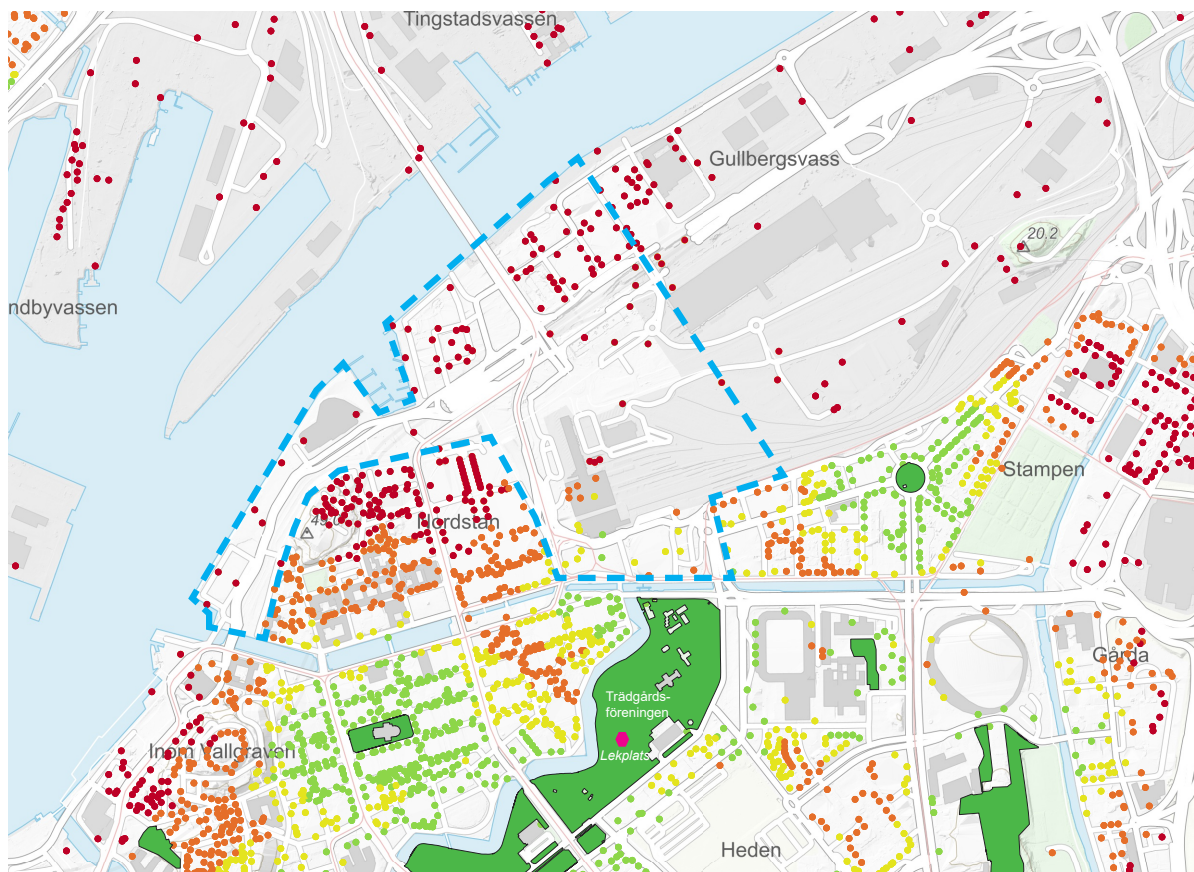 Tingstadsvassen
Gullbergsvass
20.2
ndbyvassen
Stampen
Nordstan
Gårda
Trädgårds-
föreningen
Inom Vallgraven
Lekplats
Heden